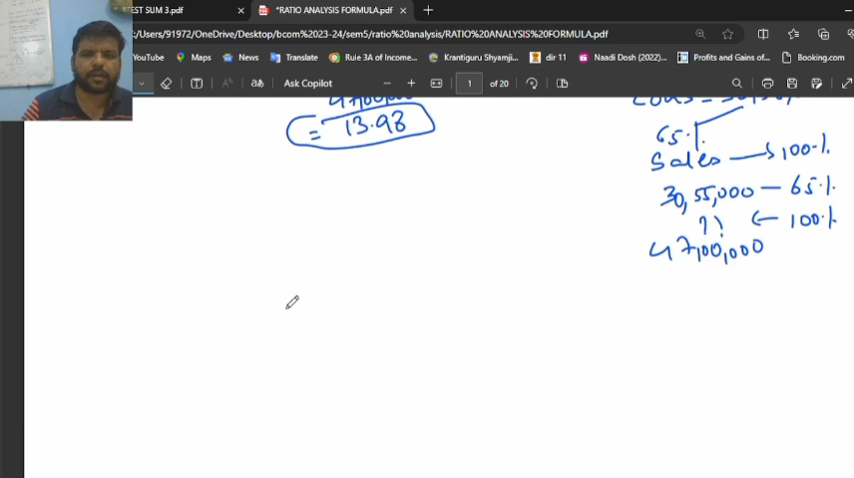 TEST SUM 3.pdf
*RATIO ANALYSIS FORMULA.pdf
:/Users/91972/OneDrive/Desktop/bcom%2023-24/sem5/ratio%20analysis/RATIO%20ANALYSIS%20FORMULA.pdf
YouTube Maps News Translate Rule 3A of Income... Krantiguru Shyamji... dir 11 Naadi Dosh (2022)... Profits and Gains of... Booking.com
Ask Copilot 1 of 20
= 13.98
65%
Sales → 100%
30,55,000 — 65%
?? ← 100%
47,00,000